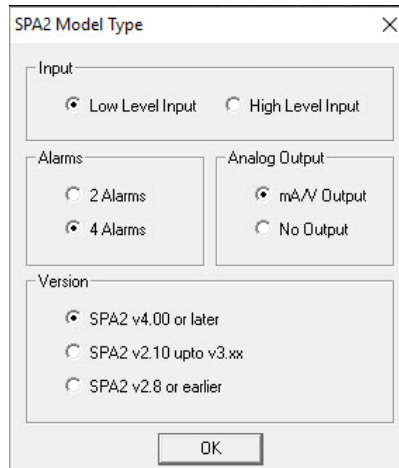 SPA2 Model Type
Input
Low Level Input
High Level Input
Alarms
2 Alarms
4 Alarms
Analog Output
mA/V Output
No Output
Version
SPA2 v4.00 or later
SPA2 v2.10 upto v3.xx
SPA2 v2.8 or earlier
OK